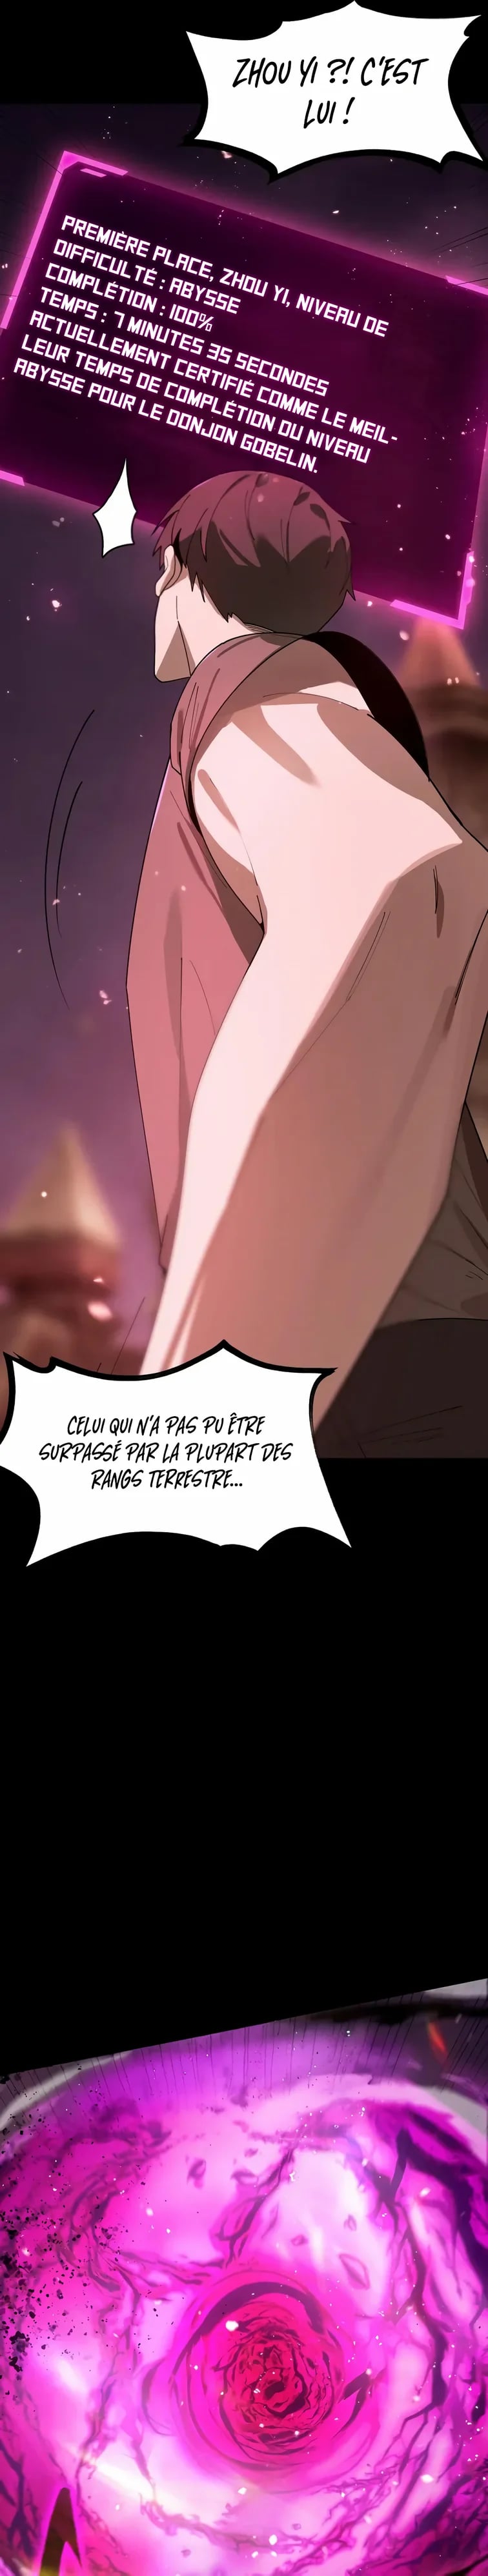 ZHOU YI ?! C'EST
LUI !
PREMIÈRE PLACE, ZHOU YI, NIVEAU DE
DIFFICULTÉ : ABYSSE
COMPLÉTION : 100%
TEMPS : 7 MINUTES 35 SECONDES
ACTUELLEMENT CERTIFIÉ COMME LE MEIL-
LEUR TEMPS DE COMPLÉTION DU NIVEAU
ABYSSE POUR LE DONJON GOBELIN.
CELUI QUI N'A PAS PU ÊTRE
SURPASSÉ PAR LA PLUPART DES
RANGS TERRESTRE...